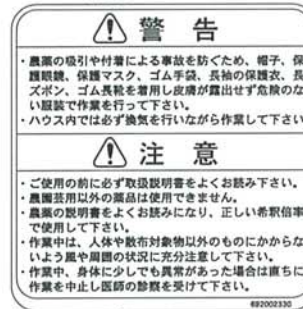 警告
・農薬の吸引や付着による事故を防ぐため、帽子、保
護眼鏡、保護マスク、ゴム手袋、長袖の保護衣、長
ズボン、ゴム長靴を着用し皮膚が露出せず危険のな
い服装で作業を行って下さい。
・ハウス内では必ず換気を行いながら作業して下さい。
注意
・ご使用の前に必ず取扱説明書をよくお読み下さい。
・農園芸用以外の薬品は使用できません。
・農薬の説明書をよくお読みになり、正しい希釈倍率
で使用して下さい。
・作業中は、人体や散布対象物以外のものにかからな
いよう風や周囲の状況に充分注意して下さい。
・作業中、身体に少しでも異常があった場合は直ちに
作業を中止し医師の診察を受けて下さい。
692002330